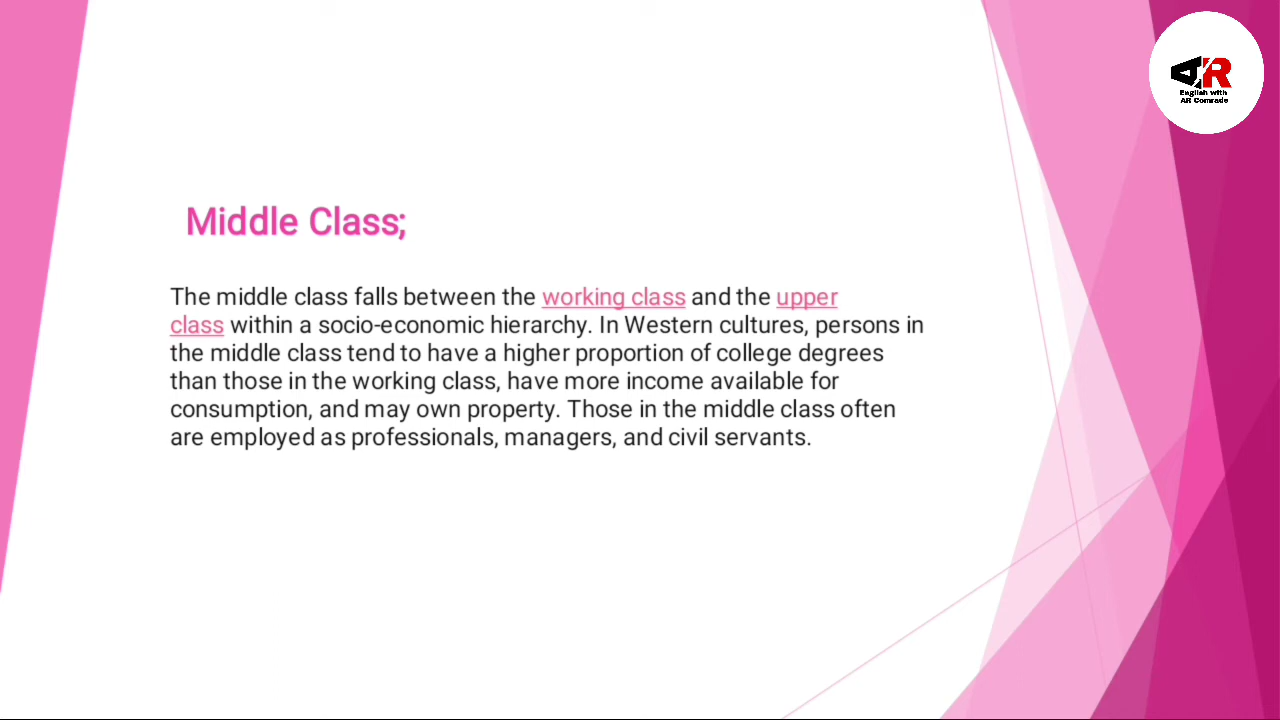 AR
English with
AR Comrade
Middle Class;
The middle class falls between the working class and the upper
class within a socio-economic hierarchy. In Western cultures, persons in
the middle class tend to have a higher proportion of college degrees
than those in the working class, have more income available for
consumption, and may own property. Those in the middle class often
are employed as professionals, managers, and civil servants.